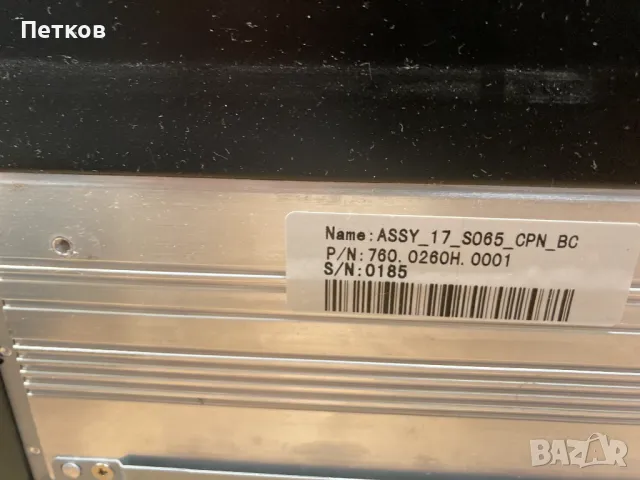 Петков
Name:ASSY_17_S065_CPN_BC
P/N:760.0260H.0001
S/N:0185
BAZAR